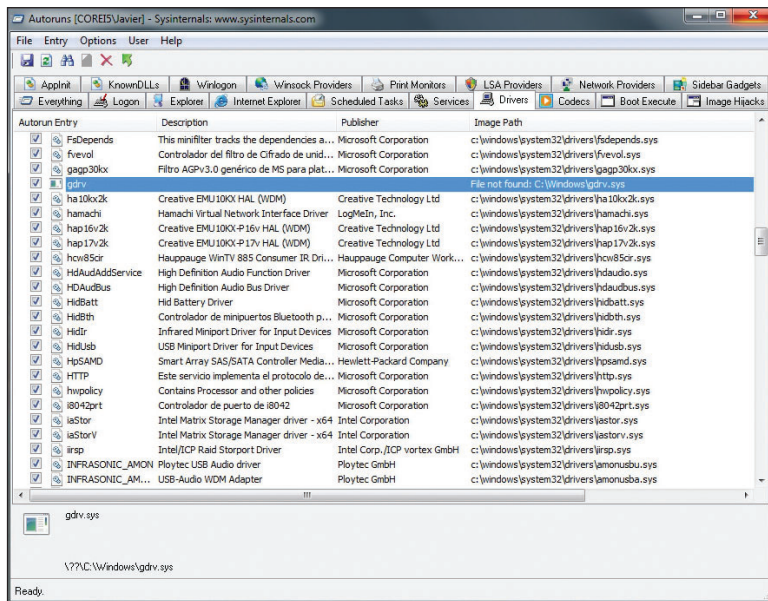 Autoruns [COREI5\Javier] - Sysinternals: www.sysinternals.com
File Entry Options User Help
AppInit KnownDLLs Winlogon Winsock Providers Print Monitors LSA Providers Network Providers Sidebar Gadgets
Everything Logon Explorer Internet Explorer Scheduled Tasks Services Drivers Codecs Boot Execute Image Hijacks
Autorun Entry Description Publisher Image Path
FsDepends This minifilter tracks the dependencies a... Microsoft Corporation c:\windows\system32\drivers\fsdepends.sys
fvevol Controlador del filtro de Cifrado de unid... Microsoft Corporation c:\windows\system32\drivers\fvevol.sys
gagp30kx Filtro AGPv3.0 genérico de MS para plat... Microsoft Corporation c:\windows\system32\drivers\gagp30kx.sys
gdrv File not found: C:\Windows\gdrv.sys
ha10kx2k Creative EMU10KX HAL (WDM) Creative Technology Ltd c:\windows\system32\drivers\ha10kx2k.sys
hamachi Hamachi Virtual Network Interface Driver LogMeIn, Inc. c:\windows\system32\drivers\hamachi.sys
hap16v2k Creative EMU10KX-P16v HAL (WDM) Creative Technology Ltd c:\windows\system32\drivers\hap16v2k.sys
hap17v2k Creative EMU10KX-P17v HAL (WDM) Creative Technology Ltd c:\windows\system32\drivers\hap17v2k.sys
hcw85cir Hauppauge WinTV 885 Consumer IR Dri... Hauppauge Computer Work... c:\windows\system32\drivers\hcw85cir.sys
HdAudAddService High Definition Audio Function Driver Microsoft Corporation c:\windows\system32\drivers\hdaudio.sys
HDAudBus High Definition Audio Bus Driver Microsoft Corporation c:\windows\system32\drivers\hdaudbus.sys
HidBatt Hid Battery Driver Microsoft Corporation c:\windows\system32\drivers\hidbatt.sys
HidBth Controlador de minipuertos Bluetooth p... Microsoft Corporation c:\windows\system32\drivers\hidbth.sys
HidIr Infrared Miniport Driver for Input Devices Microsoft Corporation c:\windows\system32\drivers\hidir.sys
HidUsb USB Miniport Driver for Input Devices Microsoft Corporation c:\windows\system32\drivers\hidusb.sys
HpSAMD Smart Array SAS/SATA Controller Media... Hewlett-Packard Company c:\windows\system32\drivers\hpsamd.sys
HTTP Este servicio implementa el protocolo de... Microsoft Corporation c:\windows\system32\drivers\http.sys
hwpolicy Contains Processor and other policies Microsoft Corporation c:\windows\system32\drivers\hwpolicy.sys
i8042prt Controlador de puerto de i8042 Microsoft Corporation c:\windows\system32\drivers\i8042prt.sys
iaStor Intel Matrix Storage Manager driver - x64 Intel Corporation c:\windows\system32\drivers\iastor.sys
iaStorV Intel Matrix Storage Manager driver - x64 Intel Corporation c:\windows\system32\drivers\iastorv.sys
iirsp Intel/ICP Raid Storport Driver Intel Corp./ICP vortex GmbH c:\windows\system32\drivers\iirsp.sys
INFRASONIC_AMON Ploytec USB Audio driver Ploytec GmbH c:\windows\system32\drivers\amonusbu.sys
INFRASONIC_AM... USB-Audio WDM Adapter Ploytec GmbH c:\windows\system32\drivers\amonusba.sys
gdrv.sys
\??\C:\Windows\gdrv.sys
Ready.